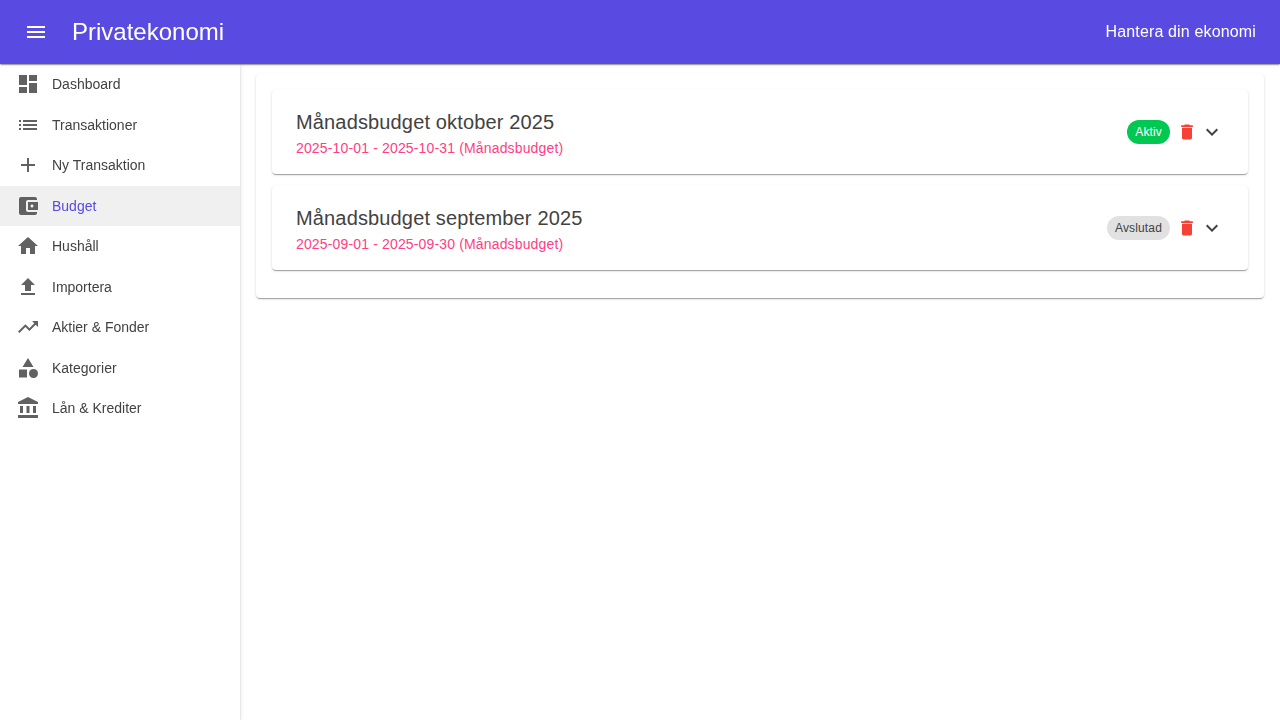 Privatekonomi
Hantera din ekonomi
Dashboard
Transaktioner
Ny Transaktion
Budget
Hushåll
Importera
Aktier & Fonder
Kategorier
Lån & Krediter
Månadsbudget oktober 2025
2025-10-01 - 2025-10-31 (Månadsbudget)
Aktiv
Månadsbudget september 2025
2025-09-01 - 2025-09-30 (Månadsbudget)
Avslutad